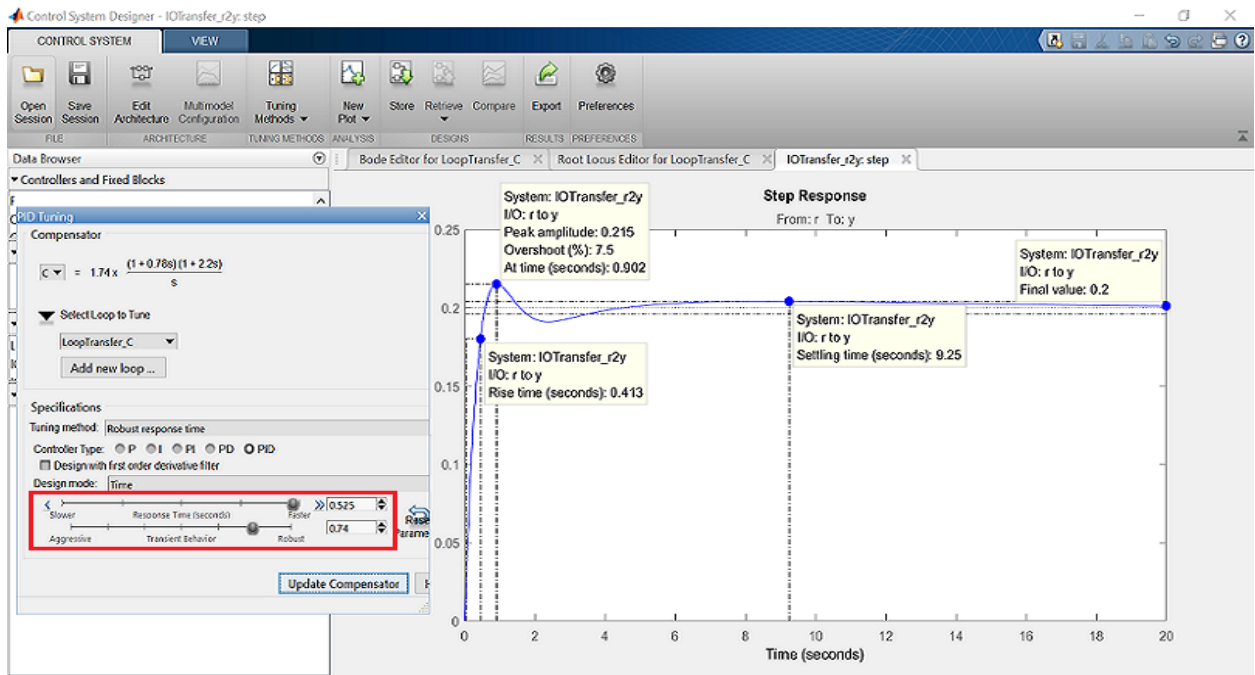 Control System Designer - IOTransfer_r2y: step
CONTROL SYSTEM
VIEW
Open Session
Save Session
Edit Architecture
Multimodel Configuration
Tuning Methods
New Plot
Store
Retrieve
Compare
Export
Preferences
FILE
ARCHITECTURE
TUNING METHODS
ANALYSIS
DESIGNS
RESULTS
PREFERENCES
Data Browser
Controllers and Fixed Blocks
Bode Editor for LoopTransfer_C
Root Locus Editor for LoopTransfer_C
IOTransfer_r2y: step
PID Tuning
Compensator
C = 1.74 x (1 + 0.78s) (1 + 2.2s)
s
Select Loop to Tune
LoopTransfer_C
Add new loop ...
Specifications
Tuning method: Robust response time
Controller Type: P I PI PD PID
Design with first order derivative filter
Design mode: Time
0.525
Slower Response Time (seconds) Faster
0.74
Aggressive Transient Behavior Robust
Update Compensator
Step Response
From: r To: y
System: IOTransfer_r2y
I/O: r to y
Peak amplitude: 0.215
Overshoot (%): 7.5
At time (seconds): 0.902
System: IOTransfer_r2y
I/O: r to y
Final value: 0.2
System: IOTransfer_r2y
I/O: r to y
Settling time (seconds): 9.25
System: IOTransfer_r2y
I/O: r to y
Rise time (seconds): 0.413
0.25
0.2
0.15
0.1
0.05
0
0 2 4 6 8 10 12 14 16 18 20
Time (seconds)